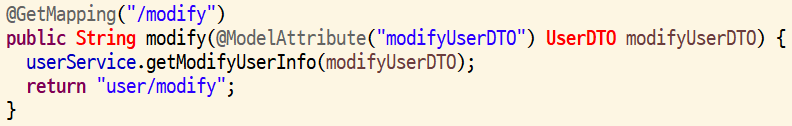 @GetMapping("/modify")
public String modify(@ModelAttribute("modifyUserDTO") UserDTO modifyUserDTO) {
  userService.getModifyUserInfo(modifyUserDTO);
  return "user/modify";
}